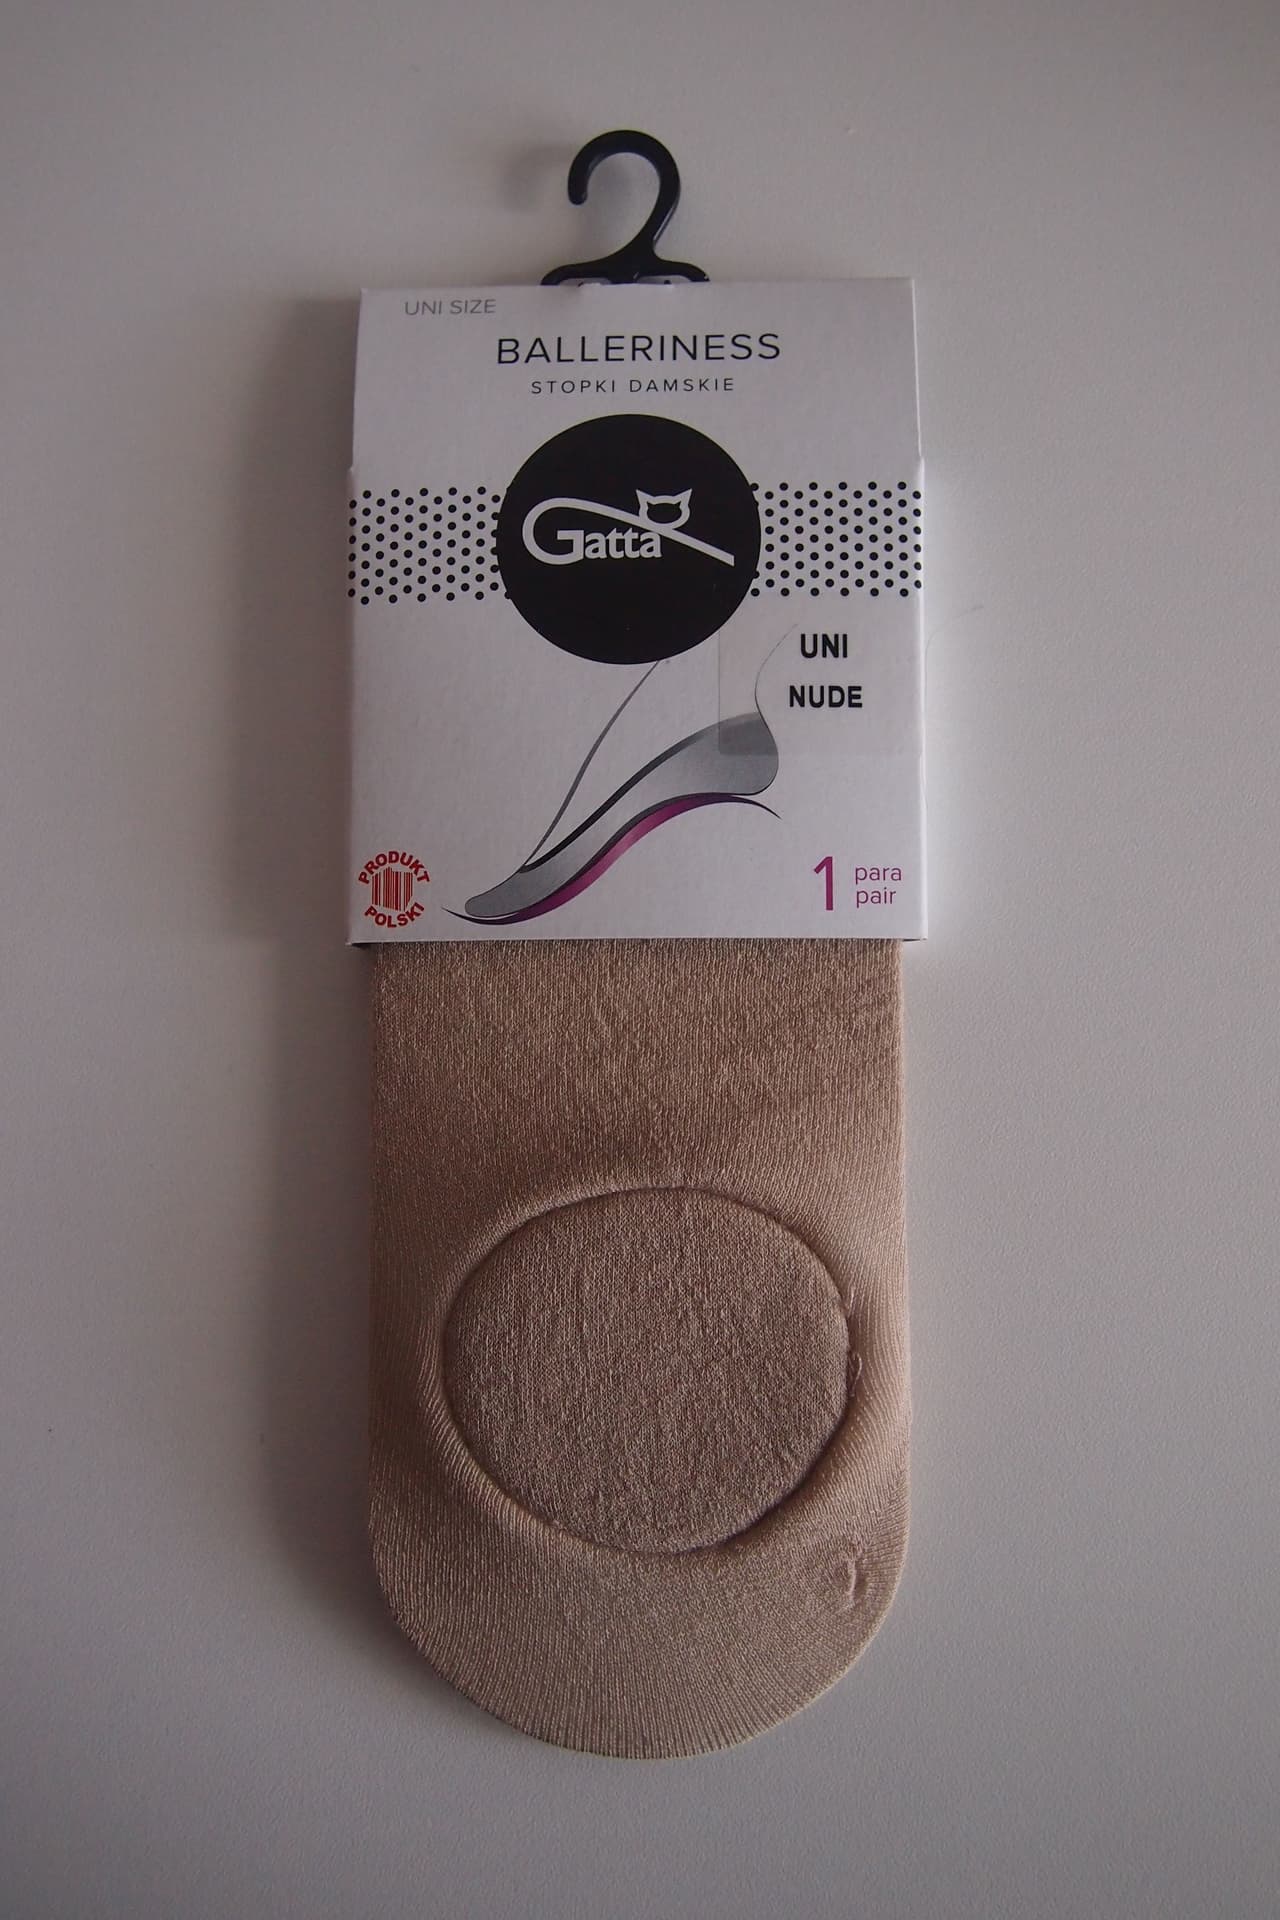 UNI SIZE
BALLERINESS
STOPKI DAMSKIE
Gatta
UNI
NUDE
PRODUKT
POLSKI
1 para
pair